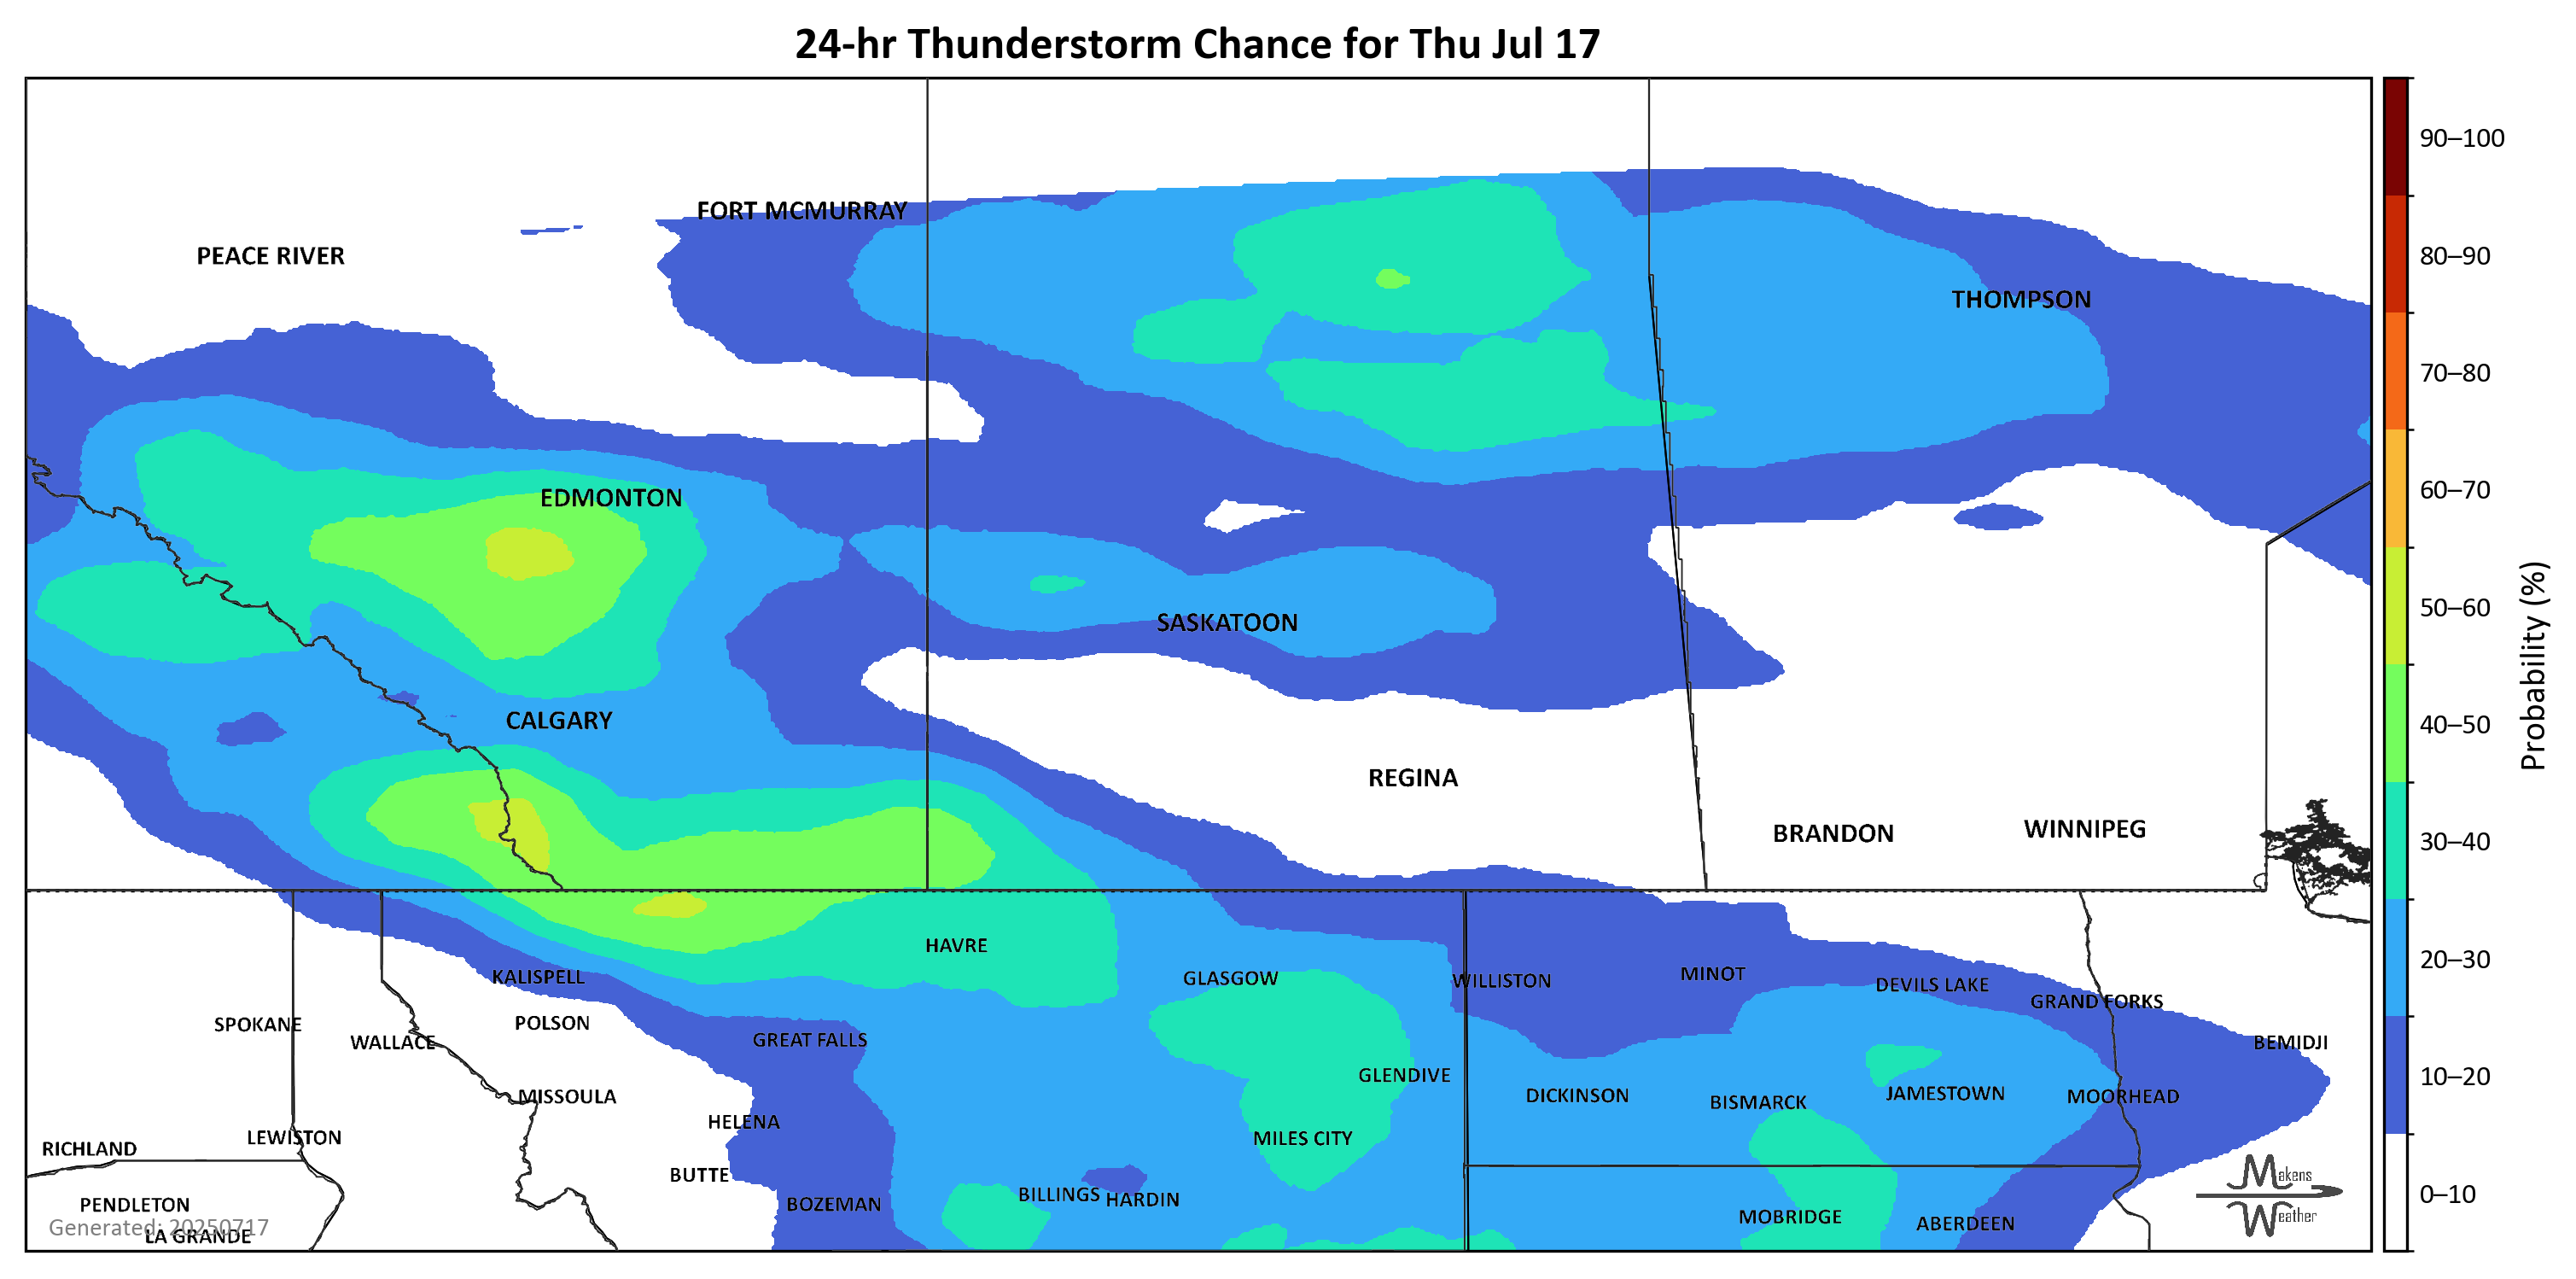 24-hr Thunderstorm Chance for Thu Jul 17
90–100
FORT MCMURRAY
PEACE RIVER
80–90
THOMPSON
70–80
60–70
EDMONTON
50–60
SASKATOON
CALGARY
40–50
Probability (%)
REGINA
BRANDON
WINNIPEG
30–40
HAVRE
20–30
KALISPELL
GLASGOW
WILLISTON
MINOT
DEVILS LAKE
GRAND FORKS
SPOKANE
POLSON
WALLACE
GREAT FALLS
BEMIDJI
GLENDIVE
10–20
MISSOULA
DICKINSON
BISMARCK
JAMESTOWN
MOORHEAD
HELENA
LEWISTON
MILES CITY
RICHLAND
BUTTE
Makens
BILLINGS
HARDIN
0–10
PENDLETON
BOZEMAN
MOBRIDGE
ABERDEEN
Weather
Generated: 20250717
LA GRANDE